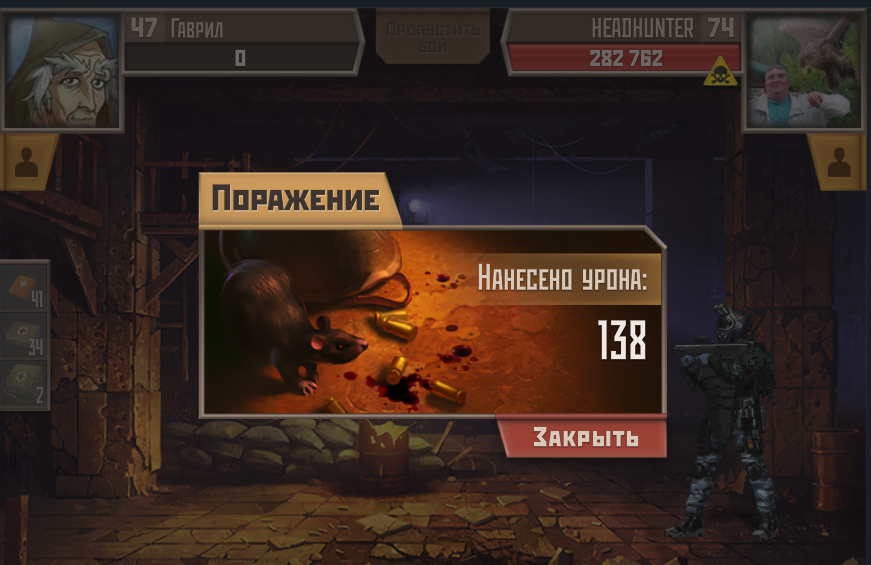 47 Гаврил
0
Пропустить
бой
HEADHUNTER 74
282 762
Поражение
Нанесено урона:
138
41
34
2
Закрыть